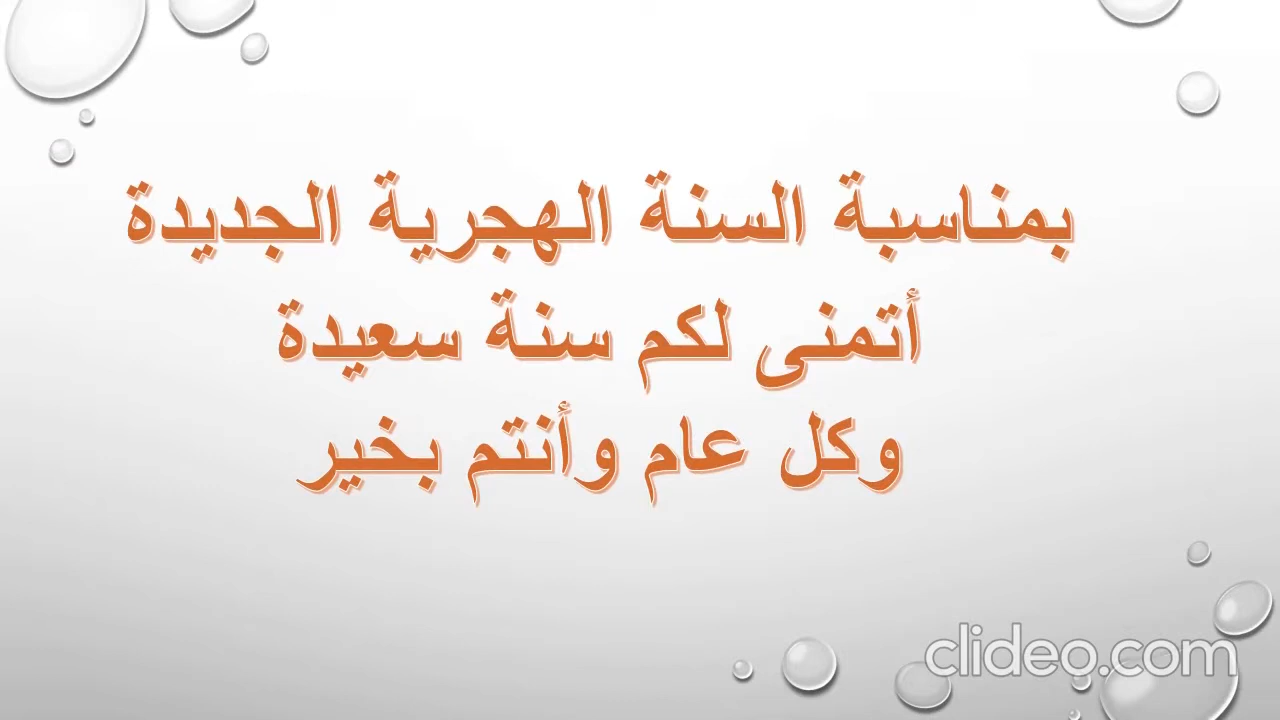 بمناسبة السنة الهجرية الجديدة
أتمنى لكم سنة سعيدة
وكل عام وأنتم بخير
clideo.com